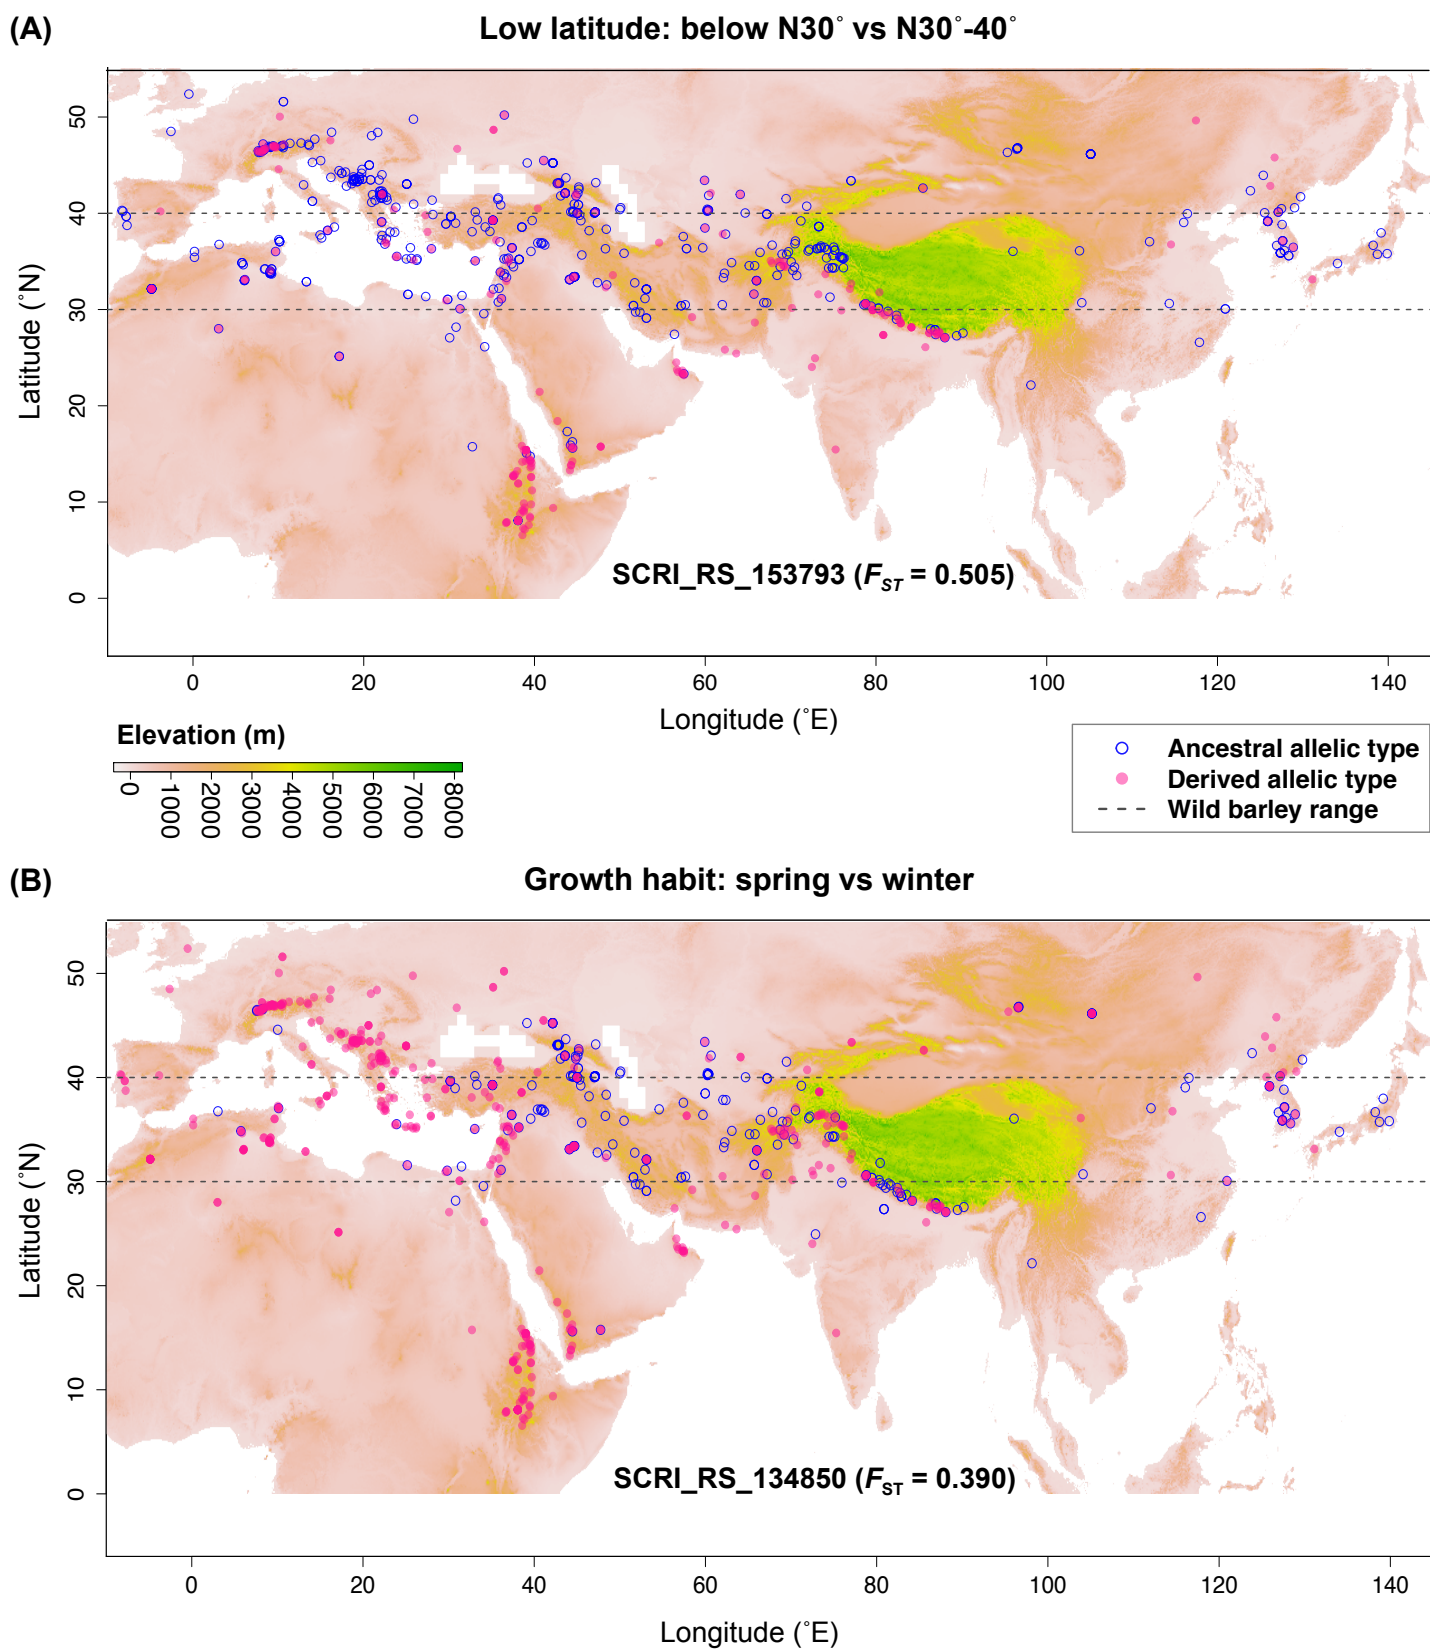 (A)
Low latitude: below N30˚ vs N30˚-40˚
Latitude (˚N)
50
40
30
20
10
0
SCRI_RS_153793 (FST = 0.505)
0 20 40 60 80 100 120 140
Longitude (˚E)
Elevation (m)
0 1000 2000 3000 4000 5000 6000 7000 8000
Ancestral allelic type
Derived allelic type
Wild barley range
(B)
Growth habit: spring vs winter
Latitude (˚N)
50
40
30
20
10
0
SCRI_RS_134850 (FST = 0.390)
0 20 40 60 80 100 120 140
Longitude (˚E)